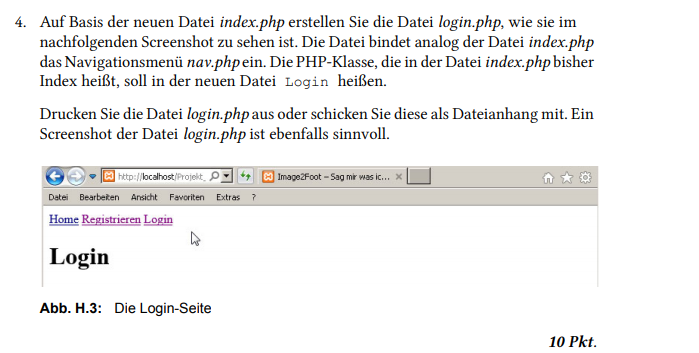 4. Auf Basis der neuen Datei index.php erstellen Sie die Datei login.php, wie sie im
nachfolgenden Screenshot zu sehen ist. Die Datei bindet analog der Datei index.php
das Navigationsmenü nav.php ein. Die PHP-Klasse, die in der Datei index.php bisher
Index heißt, soll in der neuen Datei Login heißen.
Drucken Sie die Datei login.php aus oder schicken Sie diese als Dateianhang mit. Ein
Screenshot der Datei login.php ist ebenfalls sinnvoll.
http://localhost/Projekt_ Image2Foot – Sag mir was ic...
Datei Bearbeiten Ansicht Favoriten Extras ?
Home Registrieren Login
Login
Abb. H.3: Die Login-Seite
10 Pkt.